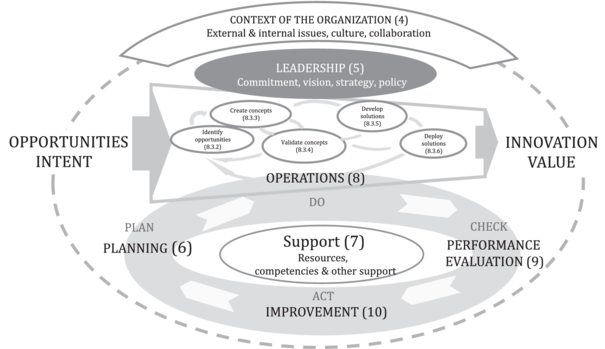 CONTEXT OF THE ORGANIZATION (4)
External & internal issues, culture, collaboration
LEADERSHIP (5)
Commitment, vision, strategy, policy
Create concepts
(8.3.3)
Develop
solutions
(8.3.5)
Identify
opportunities
(8.3.2)
Validate concepts
(8.3.4)
Deploy
solutions
(8.3.6)
OPPORTUNITIES
INTENT
INNOVATION
VALUE
OPERATIONS (8)
DO
PLAN
PLANNING (6)
CHECK
PERFORMANCE
EVALUATION (9)
Support (7)
Resources,
competencies & other support
ACT
IMPROVEMENT (10)